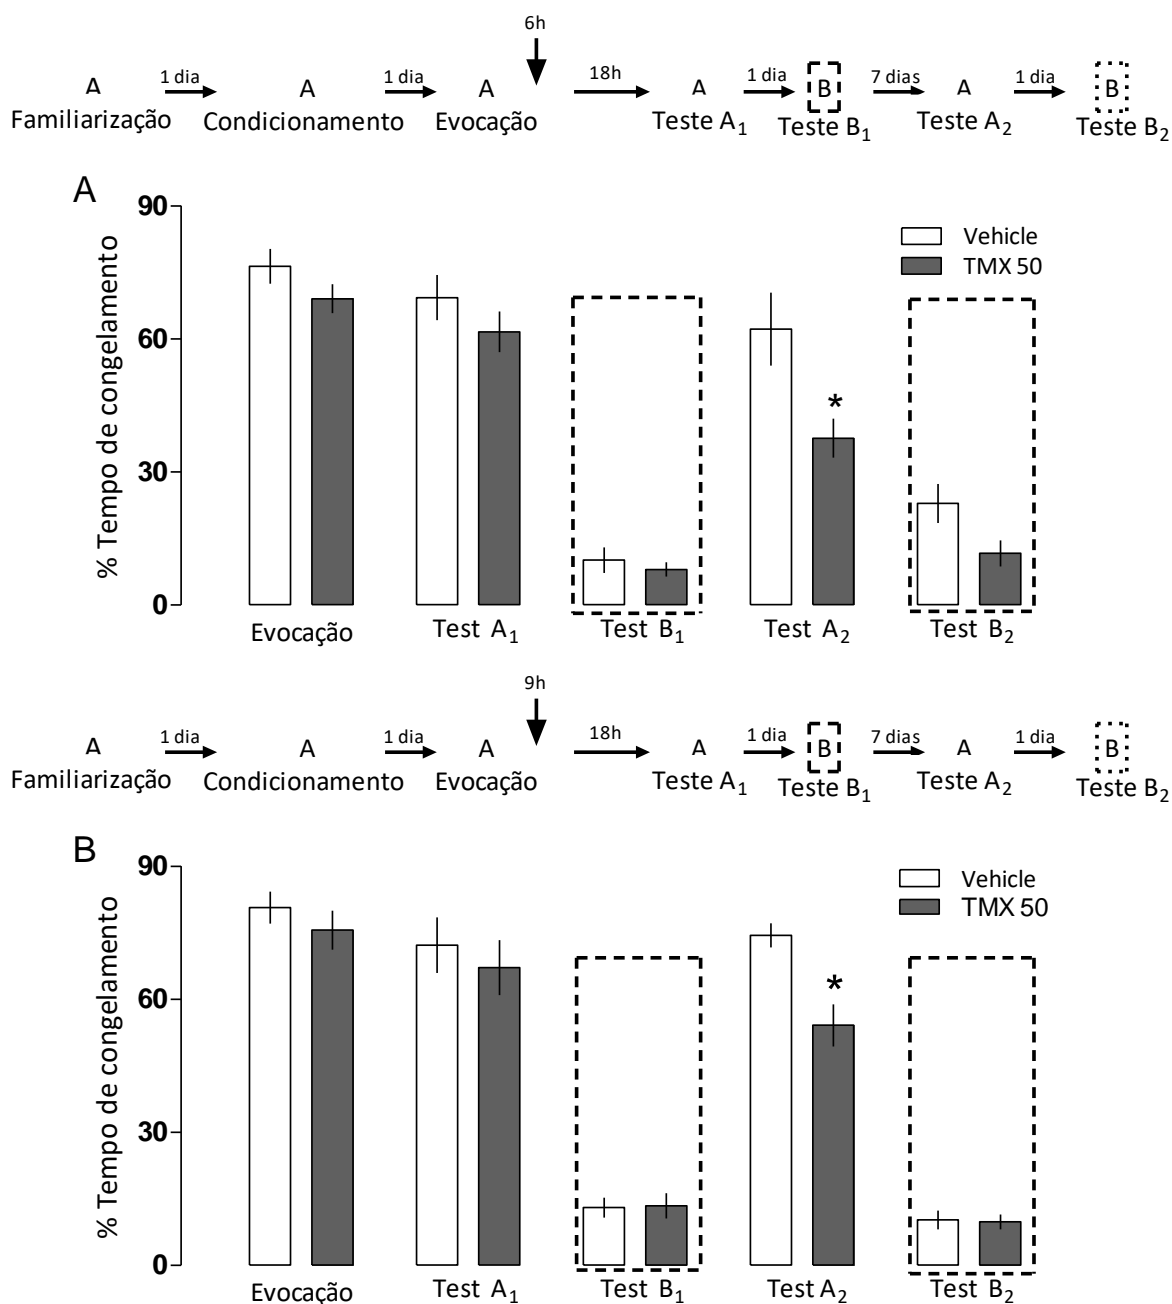 6h
1 dia 1 dia 18h 1 dia 7 dias 1 dia
A A A A B A B
Familiarização Condicionamento Evocação Teste A1 Teste B1 Teste A2 Teste B2
A
% Tempo de congelamento
90
60
30
0
Vehicle
TMX 50
*
Evocação Test A1 Test B1 Test A2 Test B2
9h
1 dia 1 dia 18h 1 dia 7 dias 1 dia
A A A A B A B
Familiarização Condicionamento Evocação Teste A1 Teste B1 Teste A2 Teste B2
B
% Tempo de congelamento
90
60
30
0
Vehicle
TMX 50
*
Evocação Test A1 Test B1 Test A2 Test B2